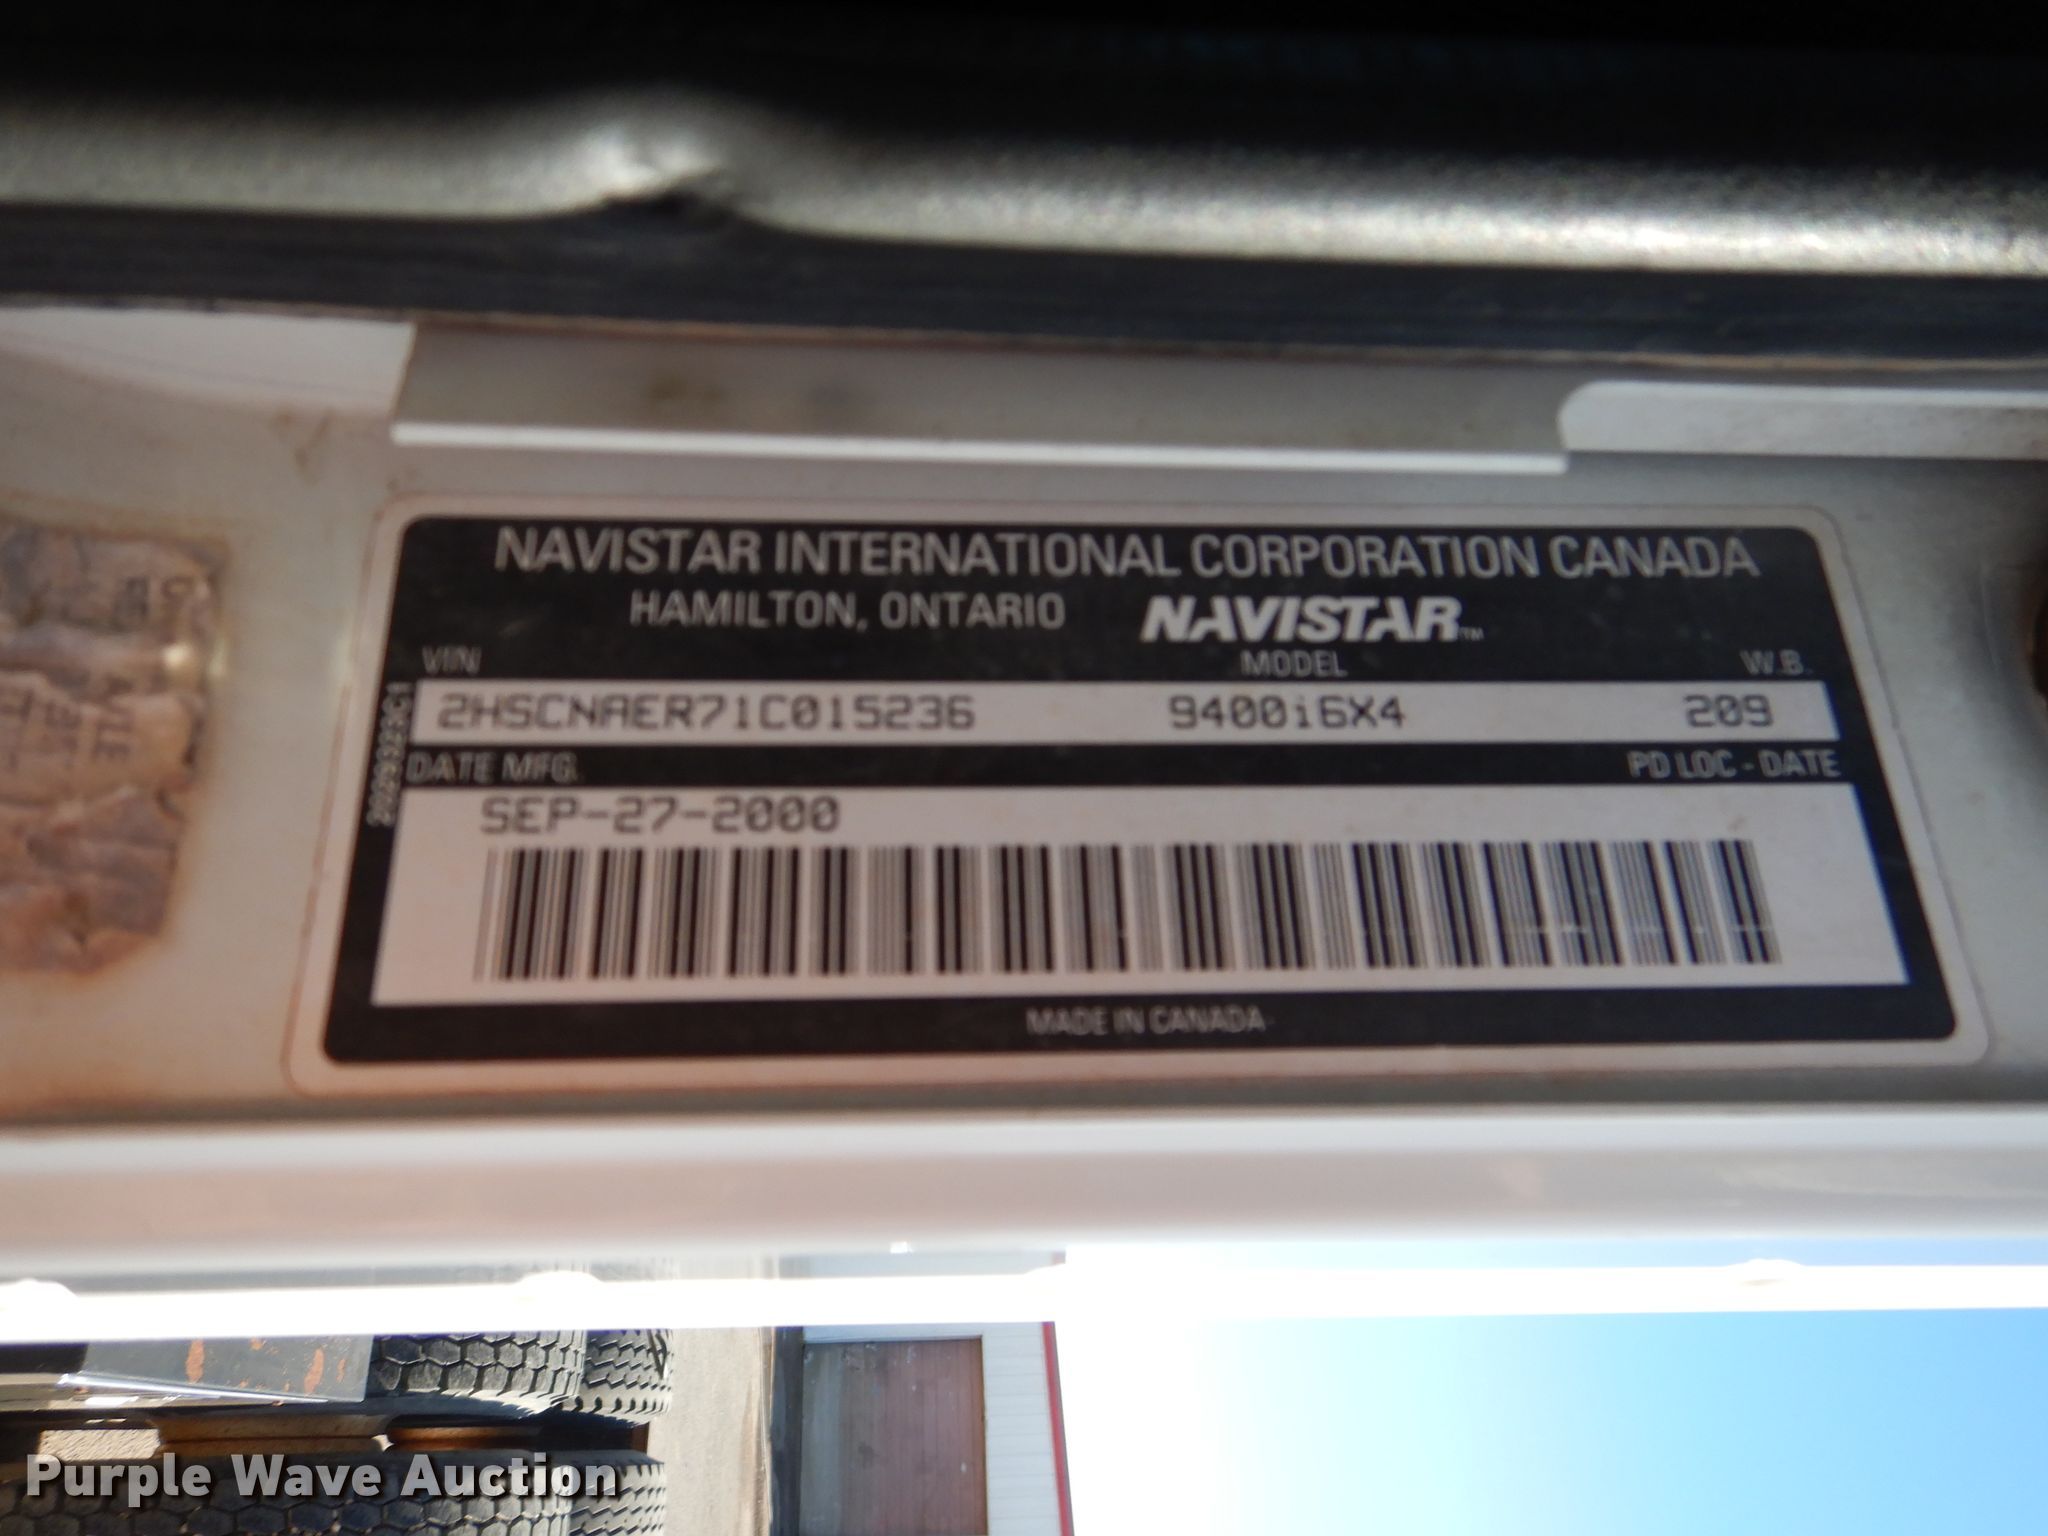 NAVISTAR INTERNATIONAL CORPORATION CANADA
HAMILTON, ONTARIO NAVISTAR™
VIN MODEL W.B.
2HSCNAER71C015236 9400i6X4 209
DATE MFG. PD LOC - DATE
SEP-27-2000
MADE IN CANADA
Purple Wave Auction